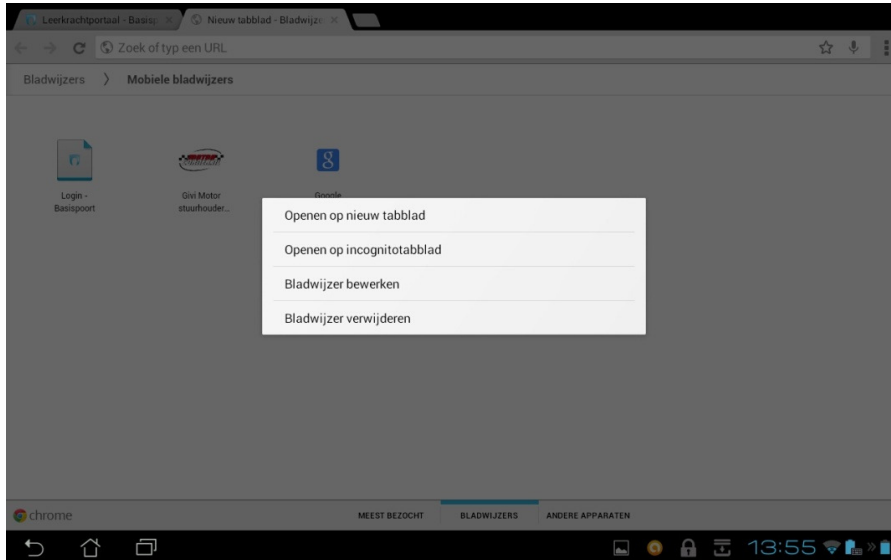 Leerkrachtportaal - Basisp
Nieuw tabblad - Bladwijze
Zoek of typ een URL
Bladwijzers > Mobiele bladwijzers
Login -
Basispoort
Givi Motor
stuurhouder...
8
Google
Openen op nieuw tabblad
Openen op incognitotabblad
Bladwijzer bewerken
Bladwijzer verwijderen
chrome
MEEST BEZOCHT BLADWIJZERS ANDERE APPARATEN
13:55